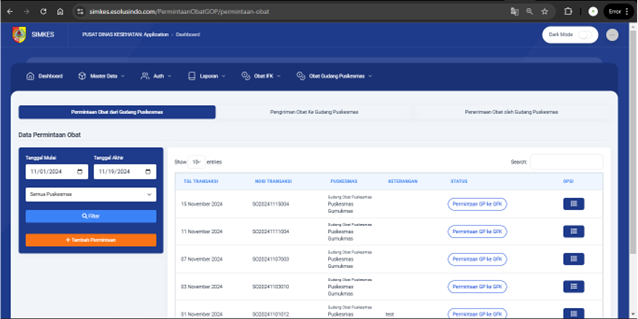 simkes.esolusindo.com/PermintaanObatGOP/permintaan-obat
Error
SIMKES
PUSAT DINAS KESEHATAN Application - Dashboard
Dark Mode
Dashboard
Master Data
Auth
Laporan
Obat IFK
Obat Gudang Puskesmas
Permintaan Obat dari Gudang Puskesmas
Pengiriman Obat Ke Gudang Puskesmas
Penerimaan Obat oleh Gudang Puskesmas
Data Permintaan Obat
Tanggal Mulai
Tanggal Akhir
11/01/2024
11/19/2024
Semua Puskesmas
Filter
+ Tambah Permintaan
Show 10 entries
Search:
TGL TRANSAKSI NOID TRANSAKSI PUSKESMAS KETERANGAN STATUS OPSI
15 November 2024 SO20241115004 Gudang Obat Puskesmas
Puskesmas
Gumukmas
Permintaan GP ke GFK
11 November 2024 SO20241111004 Gudang Obat Puskesmas
Puskesmas
Gumukmas
Permintaan GP ke GFK
07 November 2024 SO20241107003 Gudang Obat Puskesmas
Puskesmas
Gumukmas
Permintaan GP ke GFK
03 November 2024 SO20241103010 Gudang Obat Puskesmas
Puskesmas
Gumukmas
Permintaan GP ke GFK
01 November 2024 SO20241101012 Gudang Obat Puskesmas
Puskesmas
test
Permintaan GP ke GFK